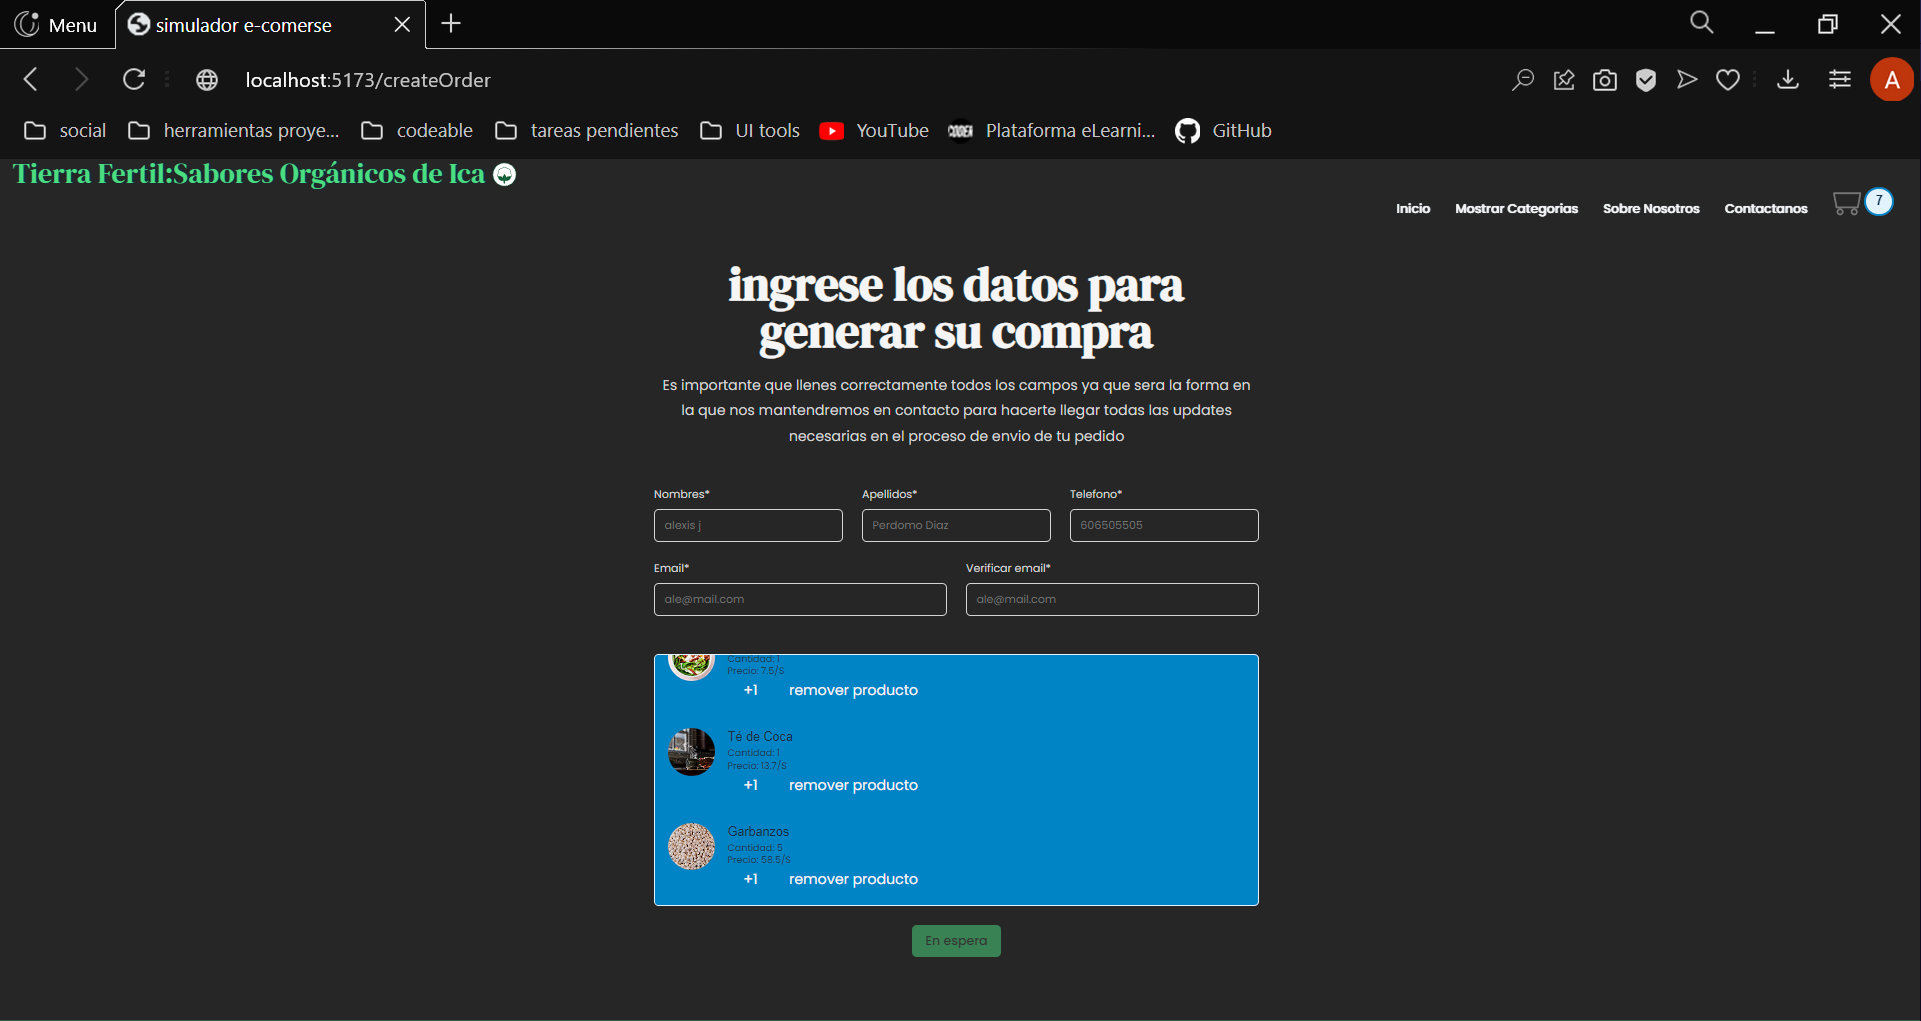 Menu
simulador e-comerse
localhost:5173/createOrder
A
social
herramientas proye...
codeable
tareas pendientes
UI tools
YouTube
CODER
Plataforma eLearni...
GitHub
Tierra Fertil:Sabores Orgánicos de Ica
Inicio
Mostrar Categorias
Sobre Nosotros
Contactanos
7
ingrese los datos para
generar su compra
Es importante que llenes correctamente todos los campos ya que sera la forma en
la que nos mantendremos en contacto para hacerte llegar todas las updates
necesarias en el proceso de envio de tu pedido
Nombres*
Apellidos*
Telefono*
alexis j
Perdomo Diaz
606505505
Email*
Verificar email*
ale@mail.com
ale@mail.com
Cantidad: 1
Precio: 7.5/S
+1
remover producto
Té de Coca
Cantidad: 1
Precio: 13.7/S
+1
remover producto
Garbanzos
Cantidad: 5
Precio: 58.5/S
+1
remover producto
En espera